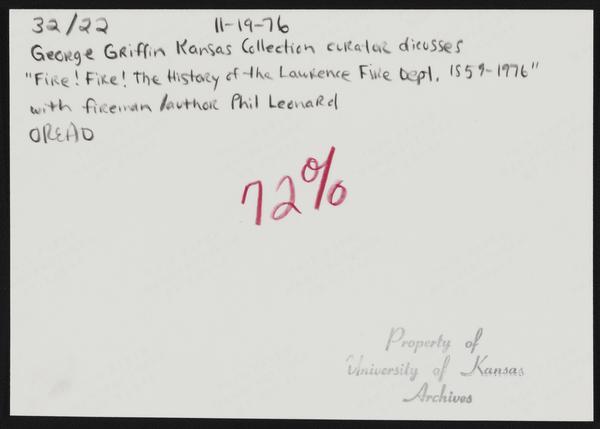 32/22 11-19-76
George Griffin Kansas Collection curator dicusses
"Fire! Fire! The History of the Lawrence Fire Dept. 1859-1976"
with fireman/author Phil Leonard
OREAD
72%
Property of
University of Kansas
Archives